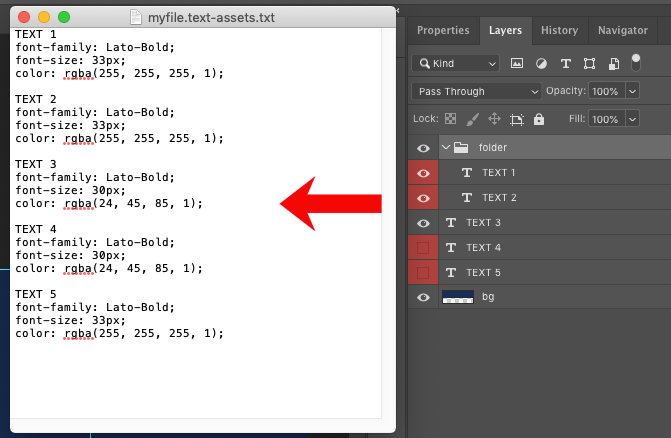 myfile.text-assets.txt
TEXT 1
font-family: Lato-Bold;
font-size: 33px;
color: rgba(255, 255, 255, 1);
TEXT 2
font-family: Lato-Bold;
font-size: 33px;
color: rgba(255, 255, 255, 1);
TEXT 3
font-family: Lato-Bold;
font-size: 30px;
color: rgba(24, 45, 85, 1);
TEXT 4
font-family: Lato-Bold;
font-size: 30px;
color: rgba(24, 45, 85, 1);
TEXT 5
font-family: Lato-Bold;
font-size: 33px;
color: rgba(255, 255, 255, 1);
Properties Layers History Navigator
Kind
Pass Through Opacity: 100%
Lock: Fill: 100%
folder
TEXT 1
TEXT 2
TEXT 3
TEXT 4
TEXT 5
bg